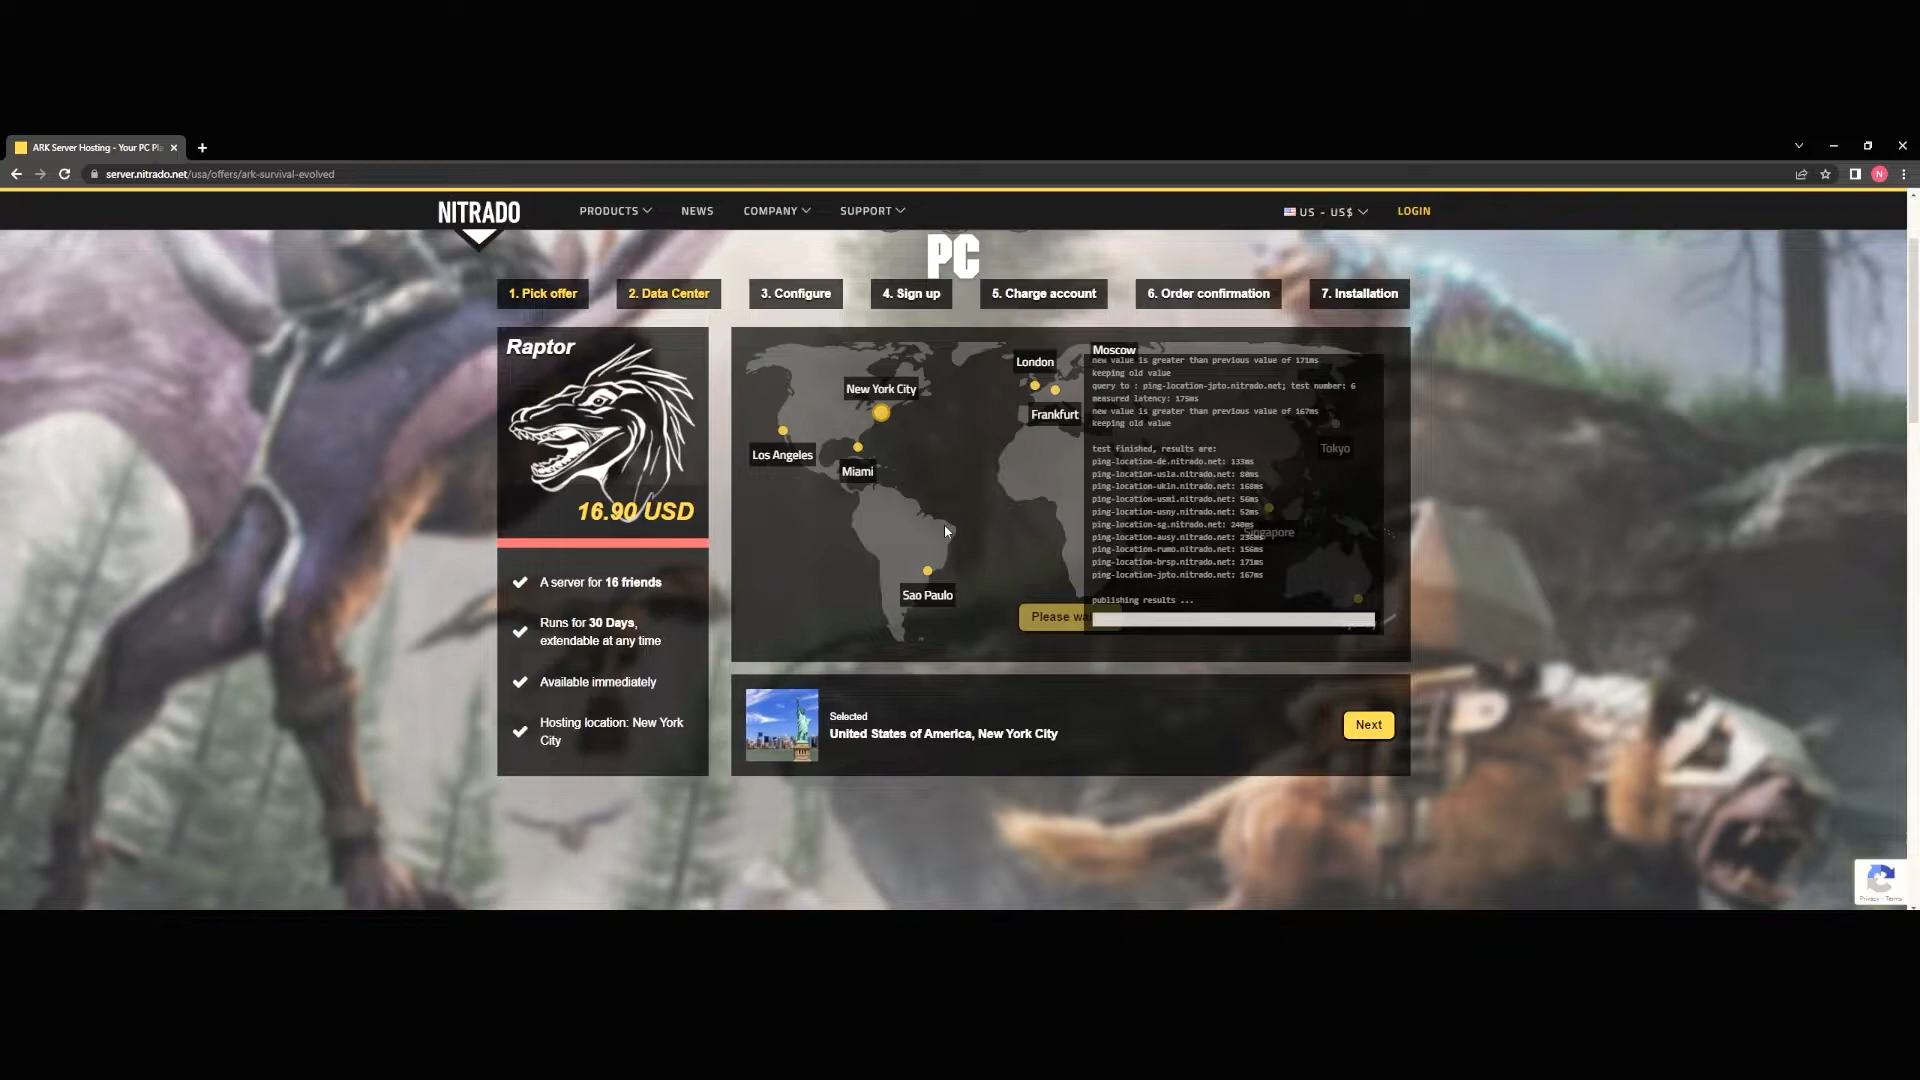 ARK Server Hosting - Your PC Pla
server.nitrado.net/usa/offers/ark-survival-evolved
N
NITRADO
PRODUCTS
NEWS
COMPANY
SUPPORT
US - US$
LOGIN
PC
1. Pick offer
2. Data Center
3. Configure
4. Sign up
5. Charge account
6. Order confirmation
7. Installation
Raptor
16.90 USD
A server for 16 friends
Runs for 30 Days,
extendable at any time
Available immediately
Hosting location: New York
City
New York City
Los Angeles
Miami
Sao Paulo
London
Frankfurt
Moscow
Tokyo
Singapore
new value is greater than previous value of 171ms
keeping old value
query to : ping-location-jpto.nitrado.net; test number: 6
measured latency: 175ms
new value is greater than previous value of 167ms
keeping old value
test finished, results are:
ping-location-de.nitrado.net: 133ms
ping-location-usla.nitrado.net: 80ms
ping-location-ukln.nitrado.net: 168ms
ping-location-usmi.nitrado.net: 56ms
ping-location-usny.nitrado.net: 52ms
ping-location-sg.nitrado.net: 240ms
ping-location-ausy.nitrado.net: 236ms
ping-location-rumo.nitrado.net: 156ms
ping-location-brsp.nitrado.net: 171ms
ping-location-jpto.nitrado.net: 167ms
publishing results ...
Please wa
Selected
United States of America, New York City
Next
Privacy - Terms